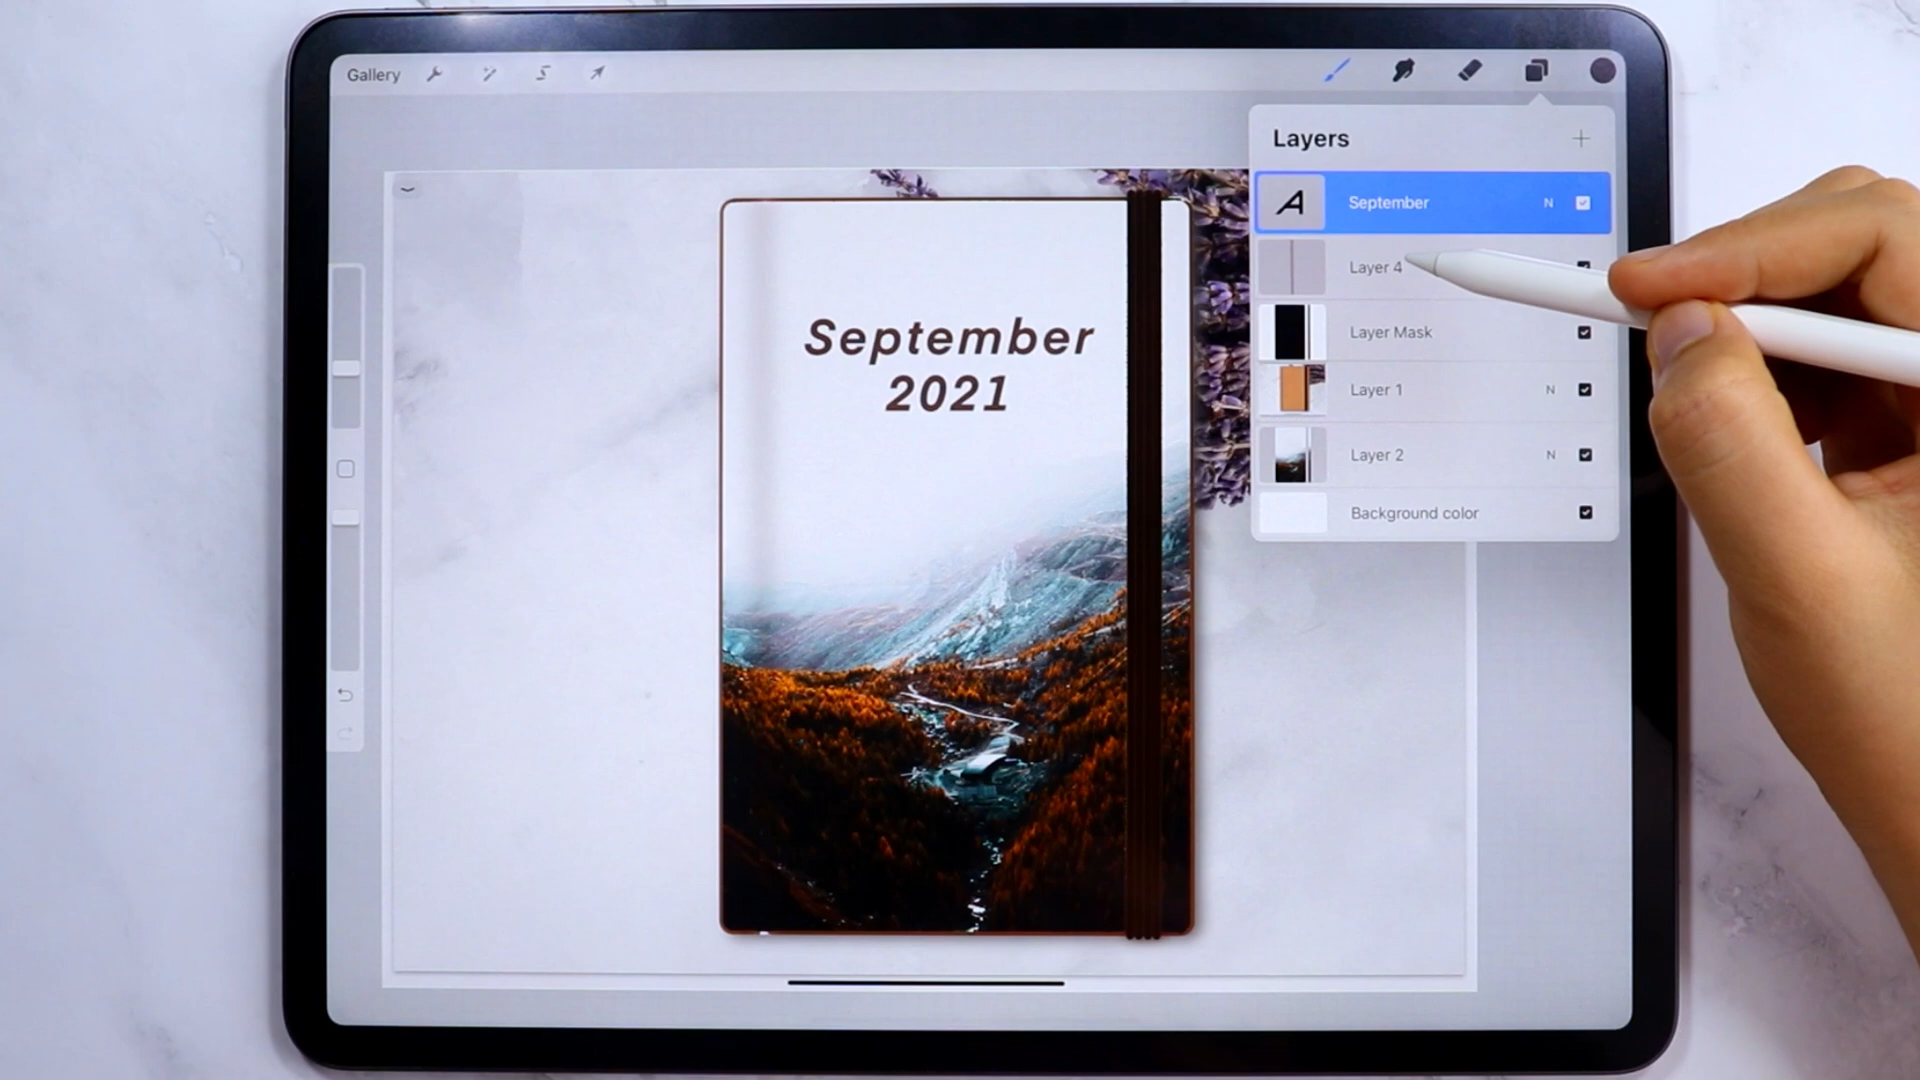 Gallery
Layers
September N
Layer 4
Layer Mask
Layer 1 N
Layer 2 N
Background color
A
September
2021